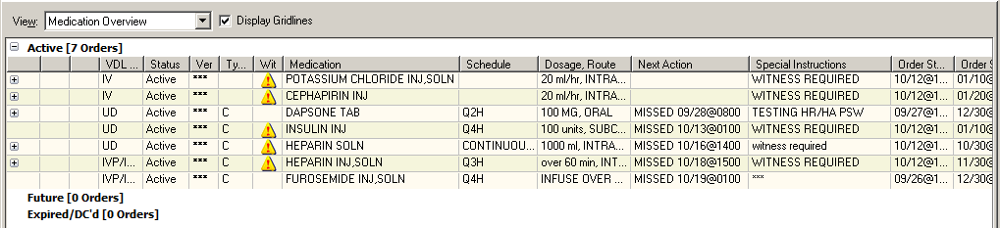 View: Medication Overview Display Gridlines
Active [7 Orders]
VDL ... Status Ver Ty... Wit Medication Schedule Dosage, Route Next Action Special Instructions Order St... Order S
IV Active *** POTASSIUM CHLORIDE INJ,SOLN 20 ml/hr, INTRA... WITNESS REQUIRED 10/12@1... 01/10@
IV Active *** CEPHAPIRIN INJ 20 ml/hr, INTRA... WITNESS REQUIRED 10/12@1... 01/20@
UD Active *** C DAPSONE TAB Q2H 100 MG, ORAL MISSED 09/28@0800 TESTING HR/HA PSW 09/27@1... 12/30@
UD Active *** C INSULIN INJ Q4H 100 units, SUBC... MISSED 10/13@0100 WITNESS REQUIRED 10/12@1... 01/10@
UD Active *** C HEPARIN SOLN CONTINUOU... 1000 ml, INTRA... MISSED 10/16@1400 witness required 10/12@1... 10/30@
IVP/I... Active *** C HEPARIN INJ,SOLN Q3H over 60 min, INT... MISSED 10/18@1500 WITNESS REQUIRED 10/12@1... 11/30@
IVP/I... Active *** C FUROSEMIDE INJ,SOLN Q4H INFUSE OVER ... MISSED 10/19@0100 *** 09/26@1... 12/30@
Future [0 Orders]
Expired/DC'd [0 Orders]